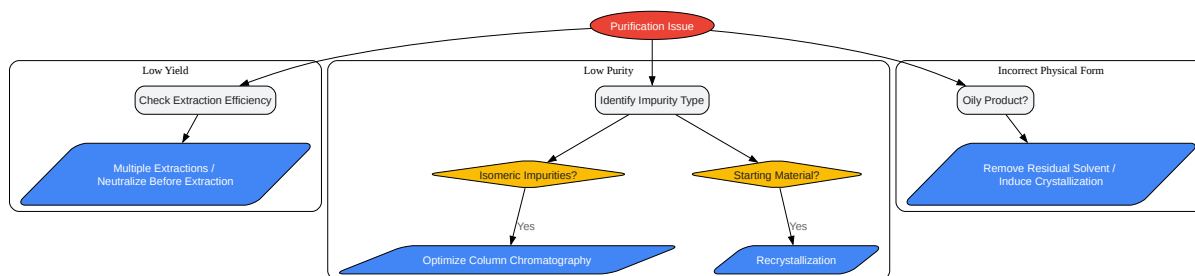 Purification Issue
Low Yield
Low Purity
Incorrect Physical Form
Check Extraction Efficiency
Identify Impurity Type
Oily Product?
Multiple Extractions /
Neutralize Before Extraction
Isomeric Impurities?
Starting Material?
Remove Residual Solvent /
Induce Crystallization
Yes
Yes
Optimize Column Chromatography
Recrystallization